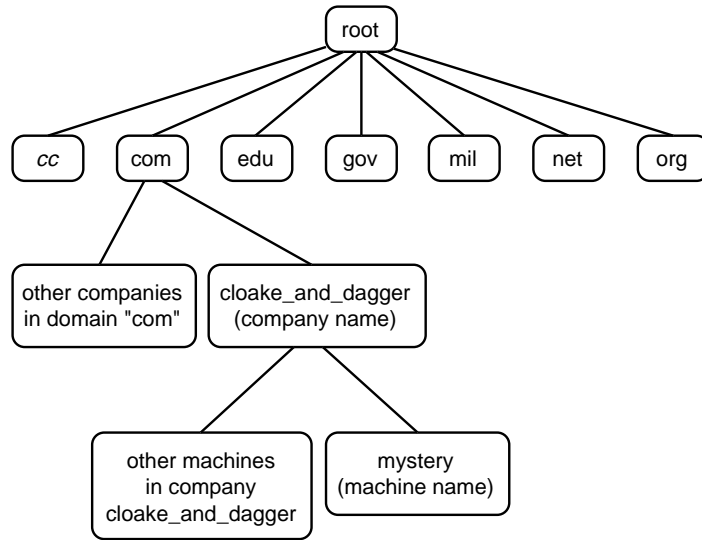 root
cc
com
edu
gov
mil
net
org
other companies
in domain "com"
cloake_and_dagger
(company name)
other machines
in company
cloake_and_dagger
mystery
(machine name)